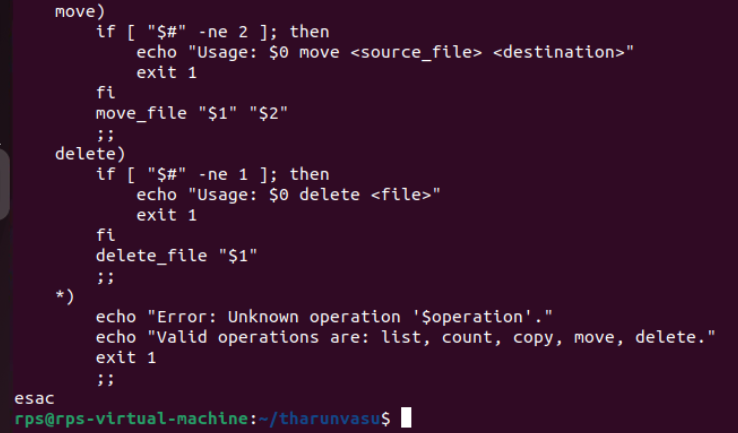 move)
        if [ "$#" -ne 2 ]; then
            echo "Usage: $0 move <source_file> <destination>"
            exit 1
        fi
        move_file "$1" "$2"
        ;;
    delete)
        if [ "$#" -ne 1 ]; then
            echo "Usage: $0 delete <file>"
            exit 1
        fi
        delete_file "$1"
        ;;
    *)
        echo "Error: Unknown operation '$operation'."
        echo "Valid operations are: list, count, copy, move, delete."
        exit 1
        ;;
esac
rps@rps-virtual-machine:~/tharunvasu$